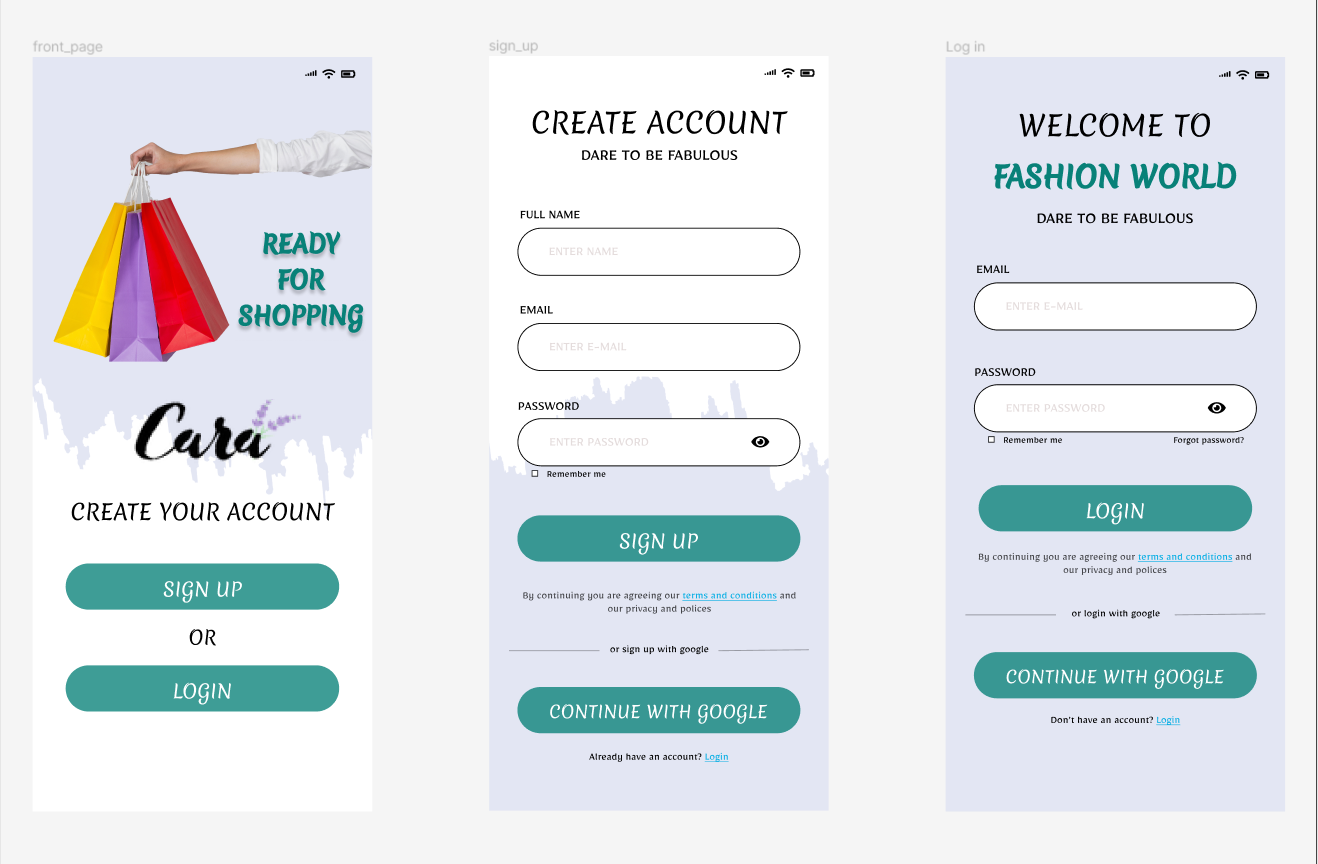 front_page
READY
FOR
SHOPPING
Cara
CREATE YOUR ACCOUNT
SIGN UP
OR
LOGIN
sign_up
CREATE ACCOUNT
DARE TO BE FABULOUS
FULL NAME
ENTER NAME
EMAIL
ENTER E-MAIL
PASSWORD
ENTER PASSWORD
Remember me
SIGN UP
By continuing you are agreeing our terms and conditions and
our privacy and polices
or sign up with google
CONTINUE WITH GOOGLE
Already have an account? Login
Log in
WELCOME TO
FASHION WORLD
DARE TO BE FABULOUS
EMAIL
ENTER E-MAIL
PASSWORD
ENTER PASSWORD
Remember me Forgot password?
LOGIN
By continuing you are agreeing our terms and conditions and
our privacy and polices
or login with google
CONTINUE WITH GOOGLE
Don't have an account? Login